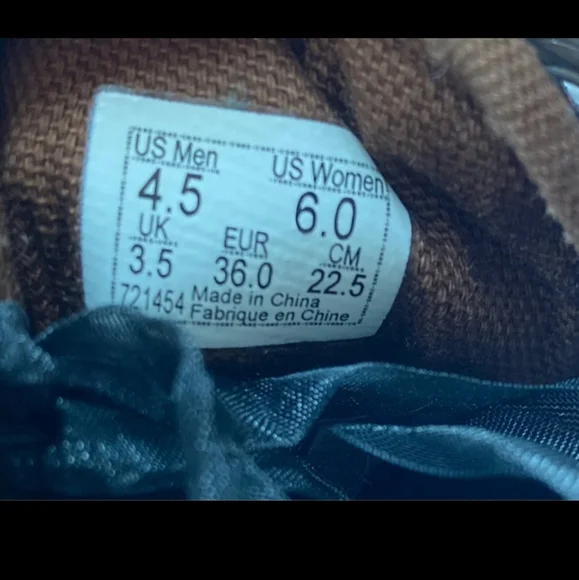 US Men US Women
4.5 6.0
UK EUR CM
3.5 36.0 22.5
721454 Made in China
Fabrique en Chine